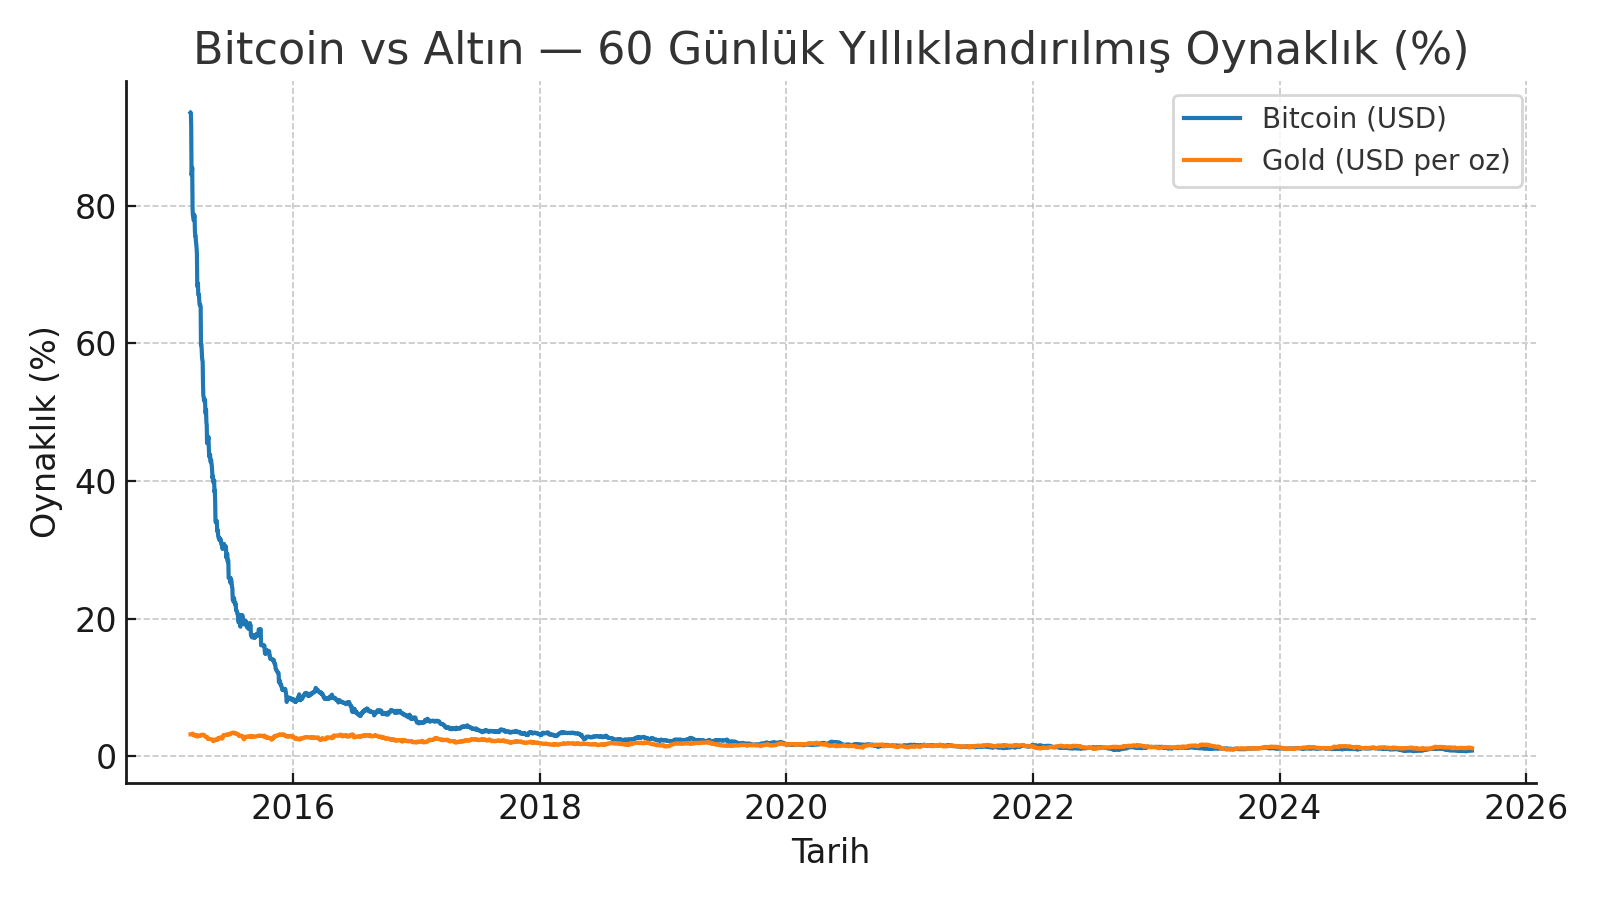 Bitcoin vs Altın — 60 Günlük Yıllıklandırılmış Oynaklık (%)
Bitcoin (USD)
Gold (USD per oz)
Oynaklık (%)
80
60
40
20
0
2016
2018
2020
2022
2024
2026
Tarih